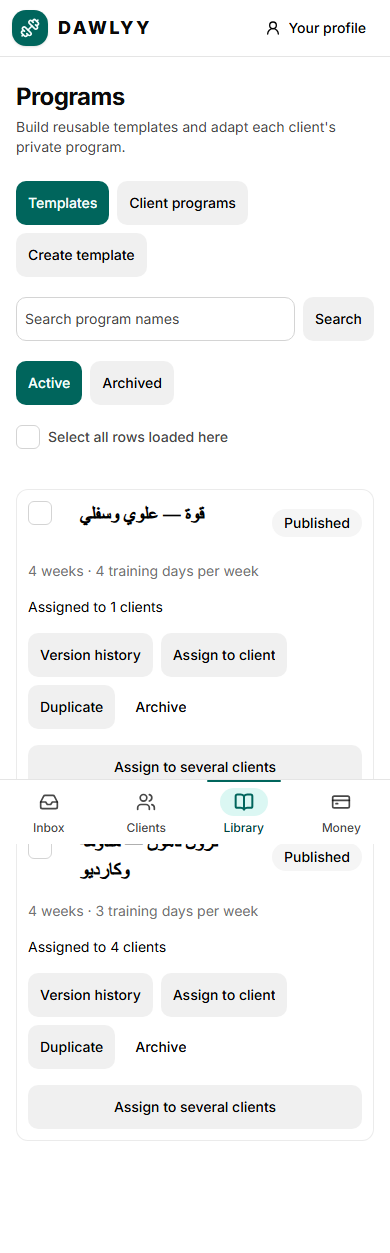 DAWLYY
Your profile
Programs
Build reusable templates and adapt each client's
private program.
Templates
Client programs
Create template
Search program names
Search
Active
Archived
Select all rows loaded here
قوة — علوي وسفلي
Published
4 weeks · 4 training days per week
Assigned to 1 clients
Version history
Assign to client
Duplicate
Archive
Assign to several clients
Inbox
Clients
Library
Money
Published
وكارديو
4 weeks · 3 training days per week
Assigned to 4 clients
Version history
Assign to client
Duplicate
Archive
Assign to several clients